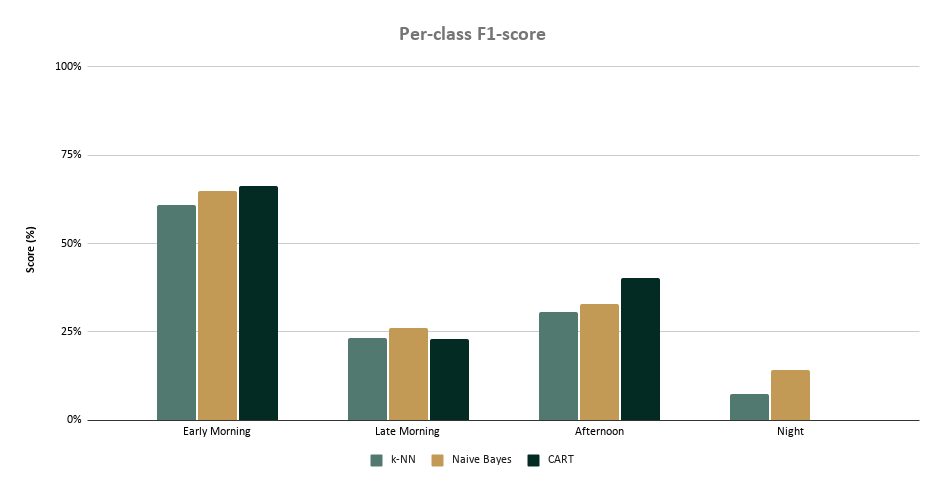 Per-class F1-score
100%
75%
50%
25%
0%
Score (%)
Early Morning
Late Morning
Afternoon
Night
k-NN
Naive Bayes
CART